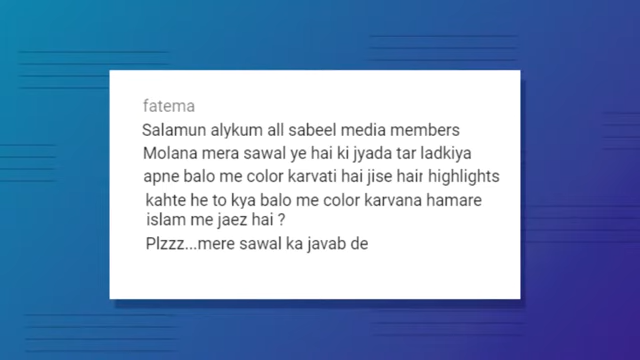 fatema
Salamun alykum all sabeel media members
Molana mera sawal ye hai ki jyada tar ladkiya
apne balo me color karvati hai jise hair highlights
kahte he to kya balo me color karvana hamare
islam me jaez hai ?
Plzzz...mere sawal ka javab de